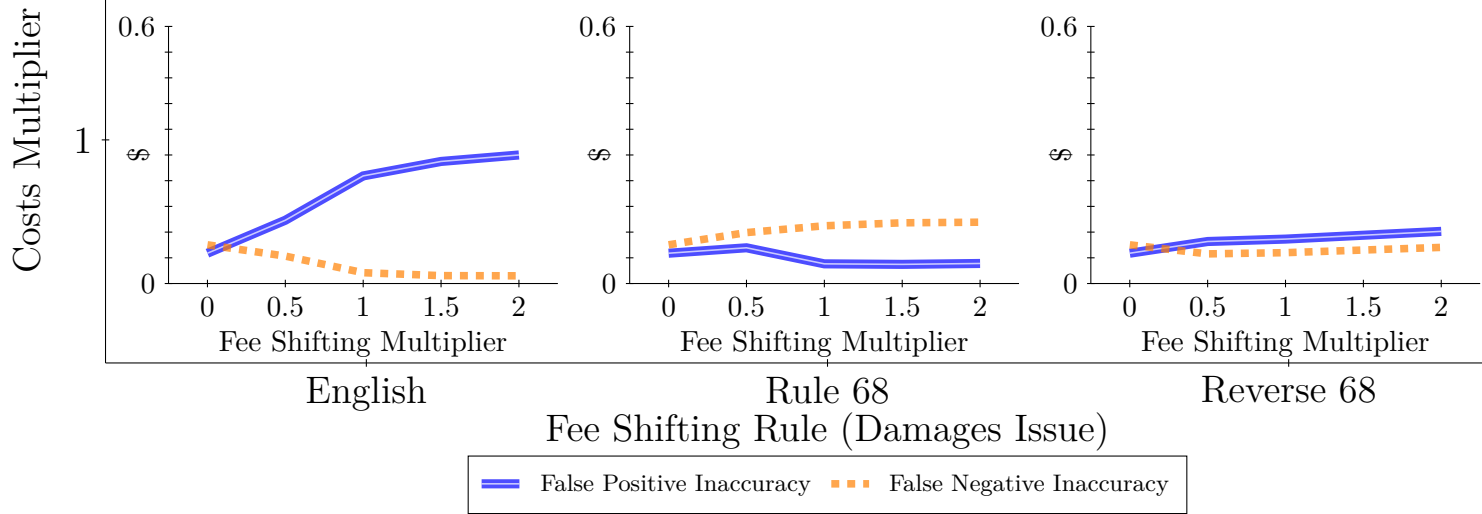 Costs Multiplier
1
0.6
$
0
0 0.5 1 1.5 2
Fee Shifting Multiplier
0.6
$
0
0 0.5 1 1.5 2
Fee Shifting Multiplier
0.6
$
0
0 0.5 1 1.5 2
Fee Shifting Multiplier
English Rule 68 Reverse 68
Fee Shifting Rule (Damages Issue)
False Positive Inaccuracy False Negative Inaccuracy